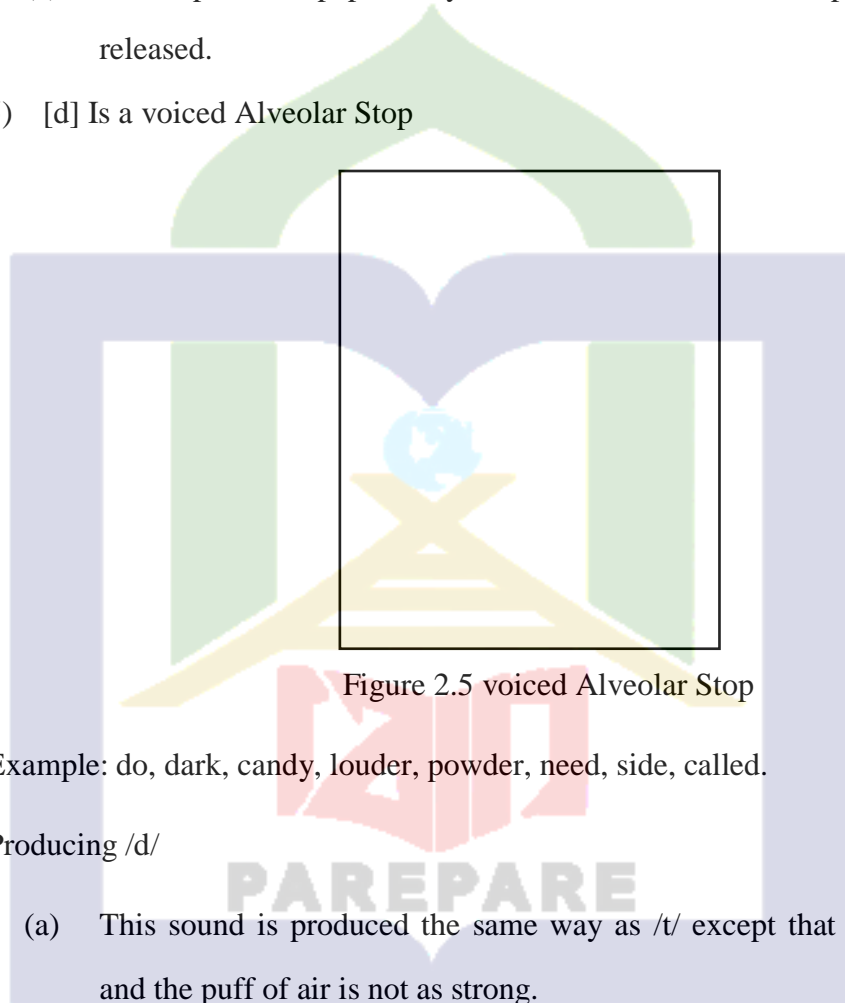 released.
) [d] Is a voiced Alveolar Stop
Figure 2.5 voiced Alveolar Stop
Example: do, dark, candy, louder, powder, need, side, called.
Producing /d/
PAREPARE
(a) This sound is produced the same way as /t/ except that
and the puff of air is not as strong.